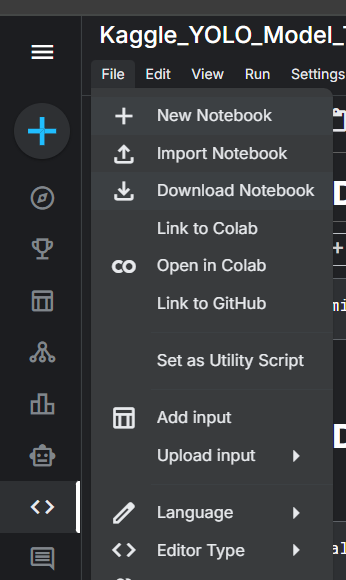 Kaggle_YOLO_Model_
File Edit View Run Settings
New Notebook
Import Notebook
Download Notebook
Link to Colab
Open in Colab
Link to GitHub
Set as Utility Script
Add input
Upload input
Language
Editor Type